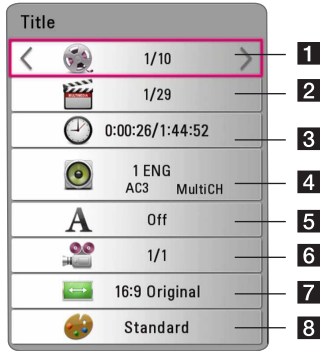 Title
1/10 1
1/29 2
0:00:26/1:44:52 3
1 ENG
AC3 MultiCH 4
A Off 5
1/1 6
16:9 Original 7
Standard 8